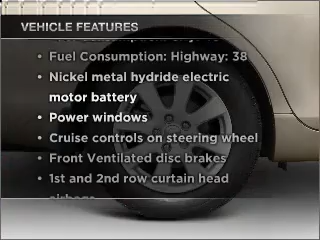 VEHICLE FEATURES
• Fuel Consumption: Highway: 38
• Nickel metal hydride electric
motor battery
• Power windows
• Cruise controls on steering wheel
• Front Ventilated disc brakes
• 1st and 2nd row curtain head
airbags